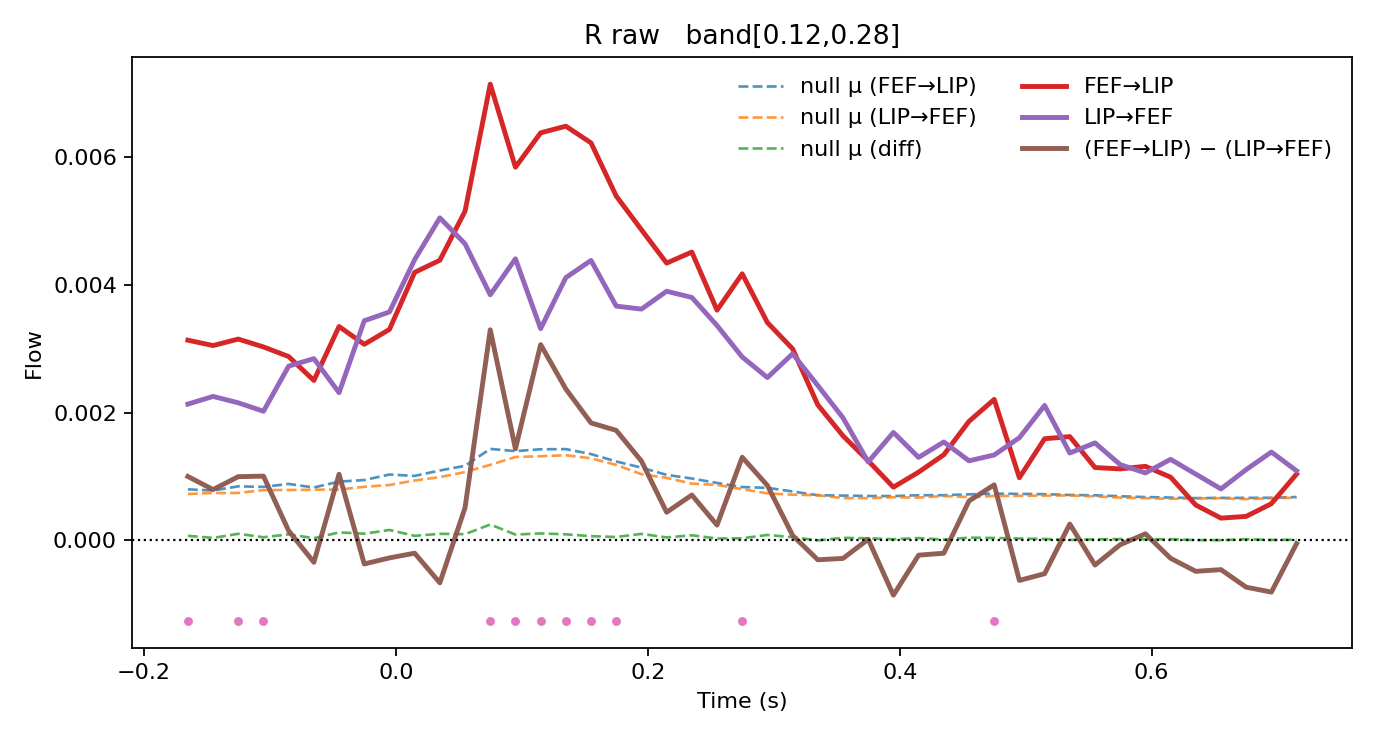 R raw   band[0.12,0.28]
null μ (FEF→LIP)
null μ (LIP→FEF)
null μ (diff)
FEF→LIP
LIP→FEF
(FEF→LIP) − (LIP→FEF)
Flow
0.006
0.004
0.002
0.000
−0.2
0.0
0.2
0.4
0.6
Time (s)